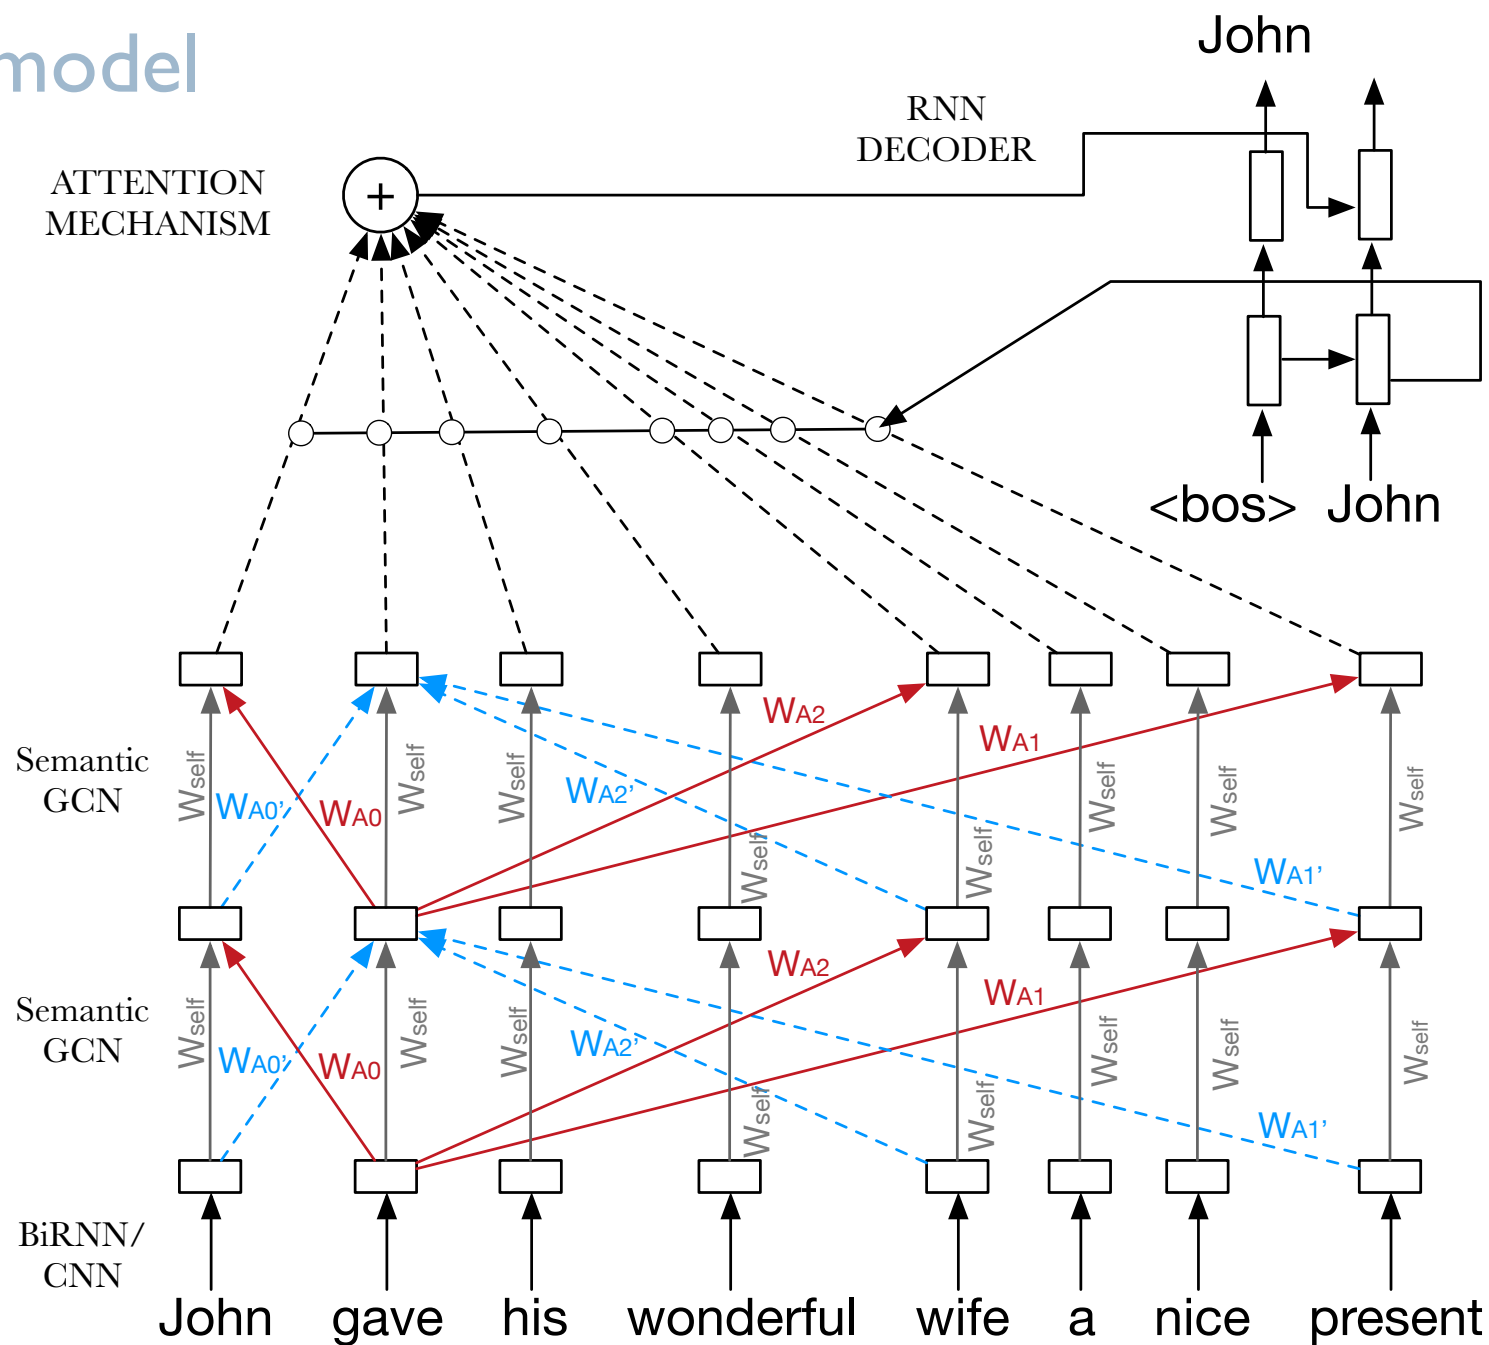 model
John
RNN
DECODER
ATTENTION
MECHANISM
+
<bos> John
Semantic
GCN
Wself WA0' WA0 Wself Wself WA2' Wself WA2 Wself WA1 Wself Wself WA1' Wself
Semantic
GCN
Wself WA0' WA0 Wself Wself WA2' Wself WA2 Wself WA1 Wself Wself WA1' Wself
BiRNN/
CNN
John gave his wonderful wife a nice present